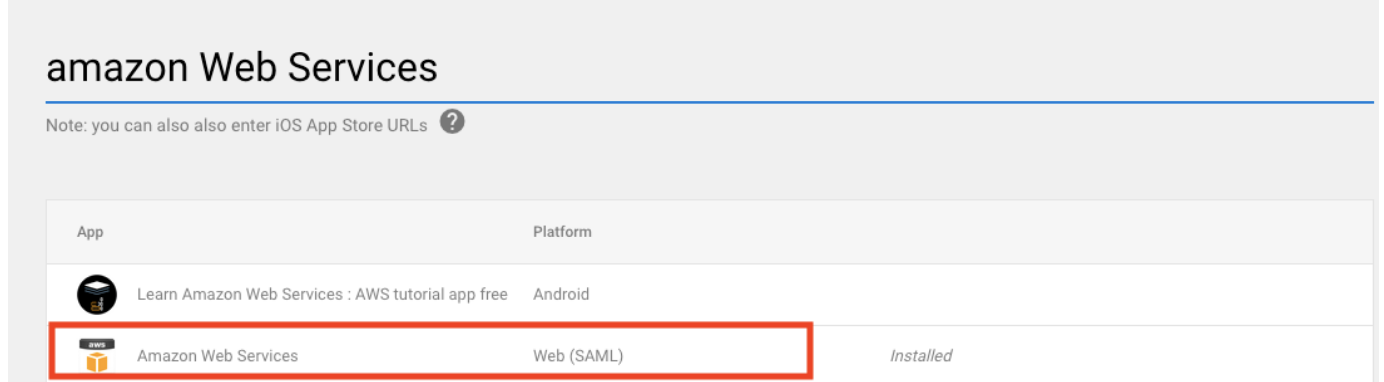 amazon Web Services
Note: you can also also enter iOS App Store URLs ?
App Platform
Learn Amazon Web Services : AWS tutorial app free Android
aws
Amazon Web Services Web (SAML) Installed